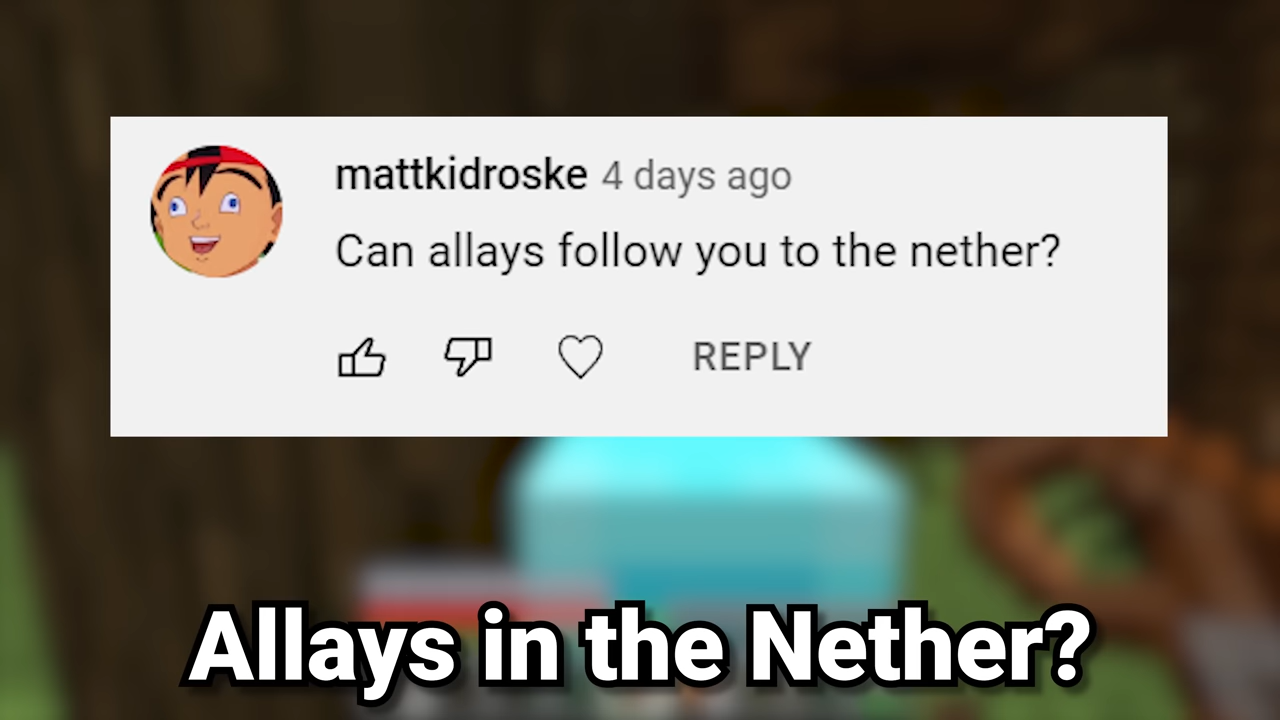 mattkidroske 4 days ago
Can allays follow you to the nether?
REPLY
Allays in the Nether?